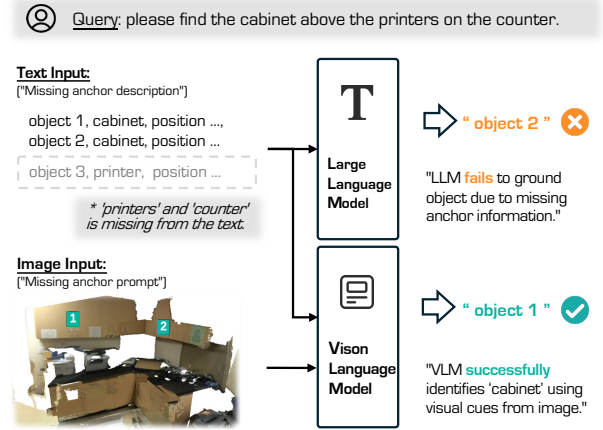 Query: please find the cabinet above the printers on the counter.
Text Input:
("Missing anchor description")
object 1, cabinet, position ...,
object 2, cabinet, position ...
object 3, printer, position ...
* 'printers' and 'counter'
is missing from the text.
T
Large
Language
Model
" object 2 "
"LLM fails to ground
object due to missing
anchor information."
Image Input:
("Missing anchor prompt")
1
2
Vison
Language
Model
" object 1 "
"VLM successfully
identifies 'cabinet' using
visual cues from image."